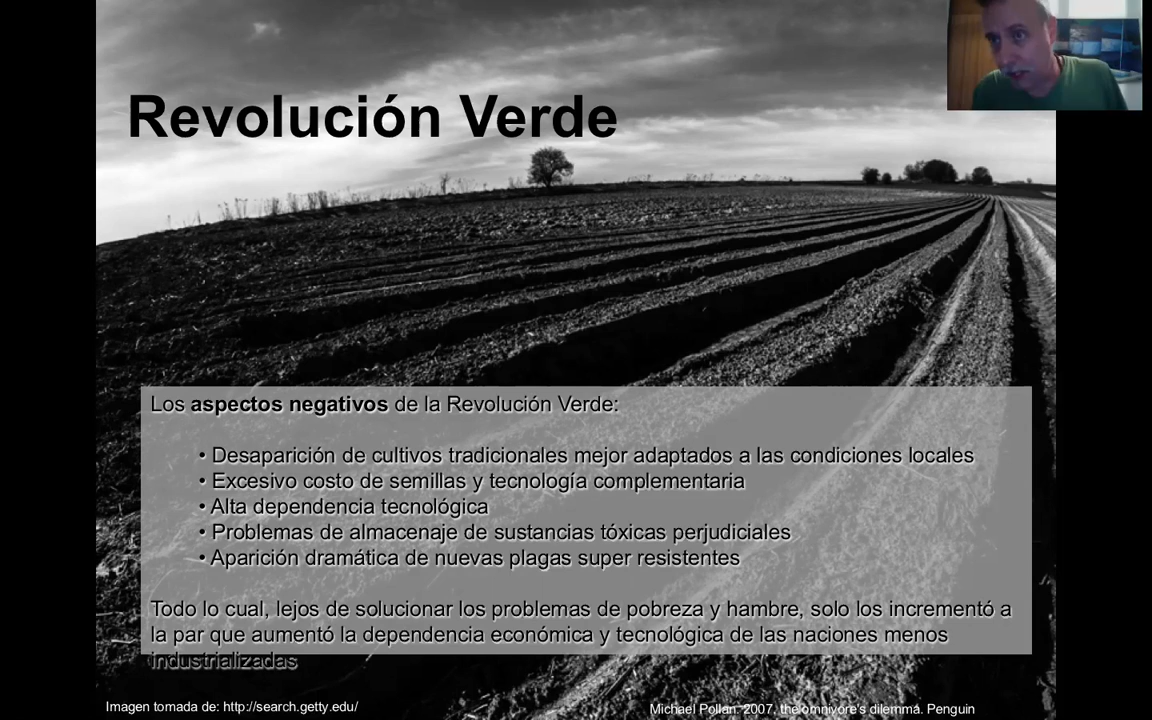 Revolución Verde
Los aspectos negativos de la Revolución Verde:
• Desaparición de cultivos tradicionales mejor adaptados a las condiciones locales
• Excesivo costo de semillas y tecnología complementaria
• Alta dependencia tecnológica
• Problemas de almacenaje de sustancias tóxicas perjudiciales
• Aparición dramática de nuevas plagas super resistentes
Todo lo cual, lejos de solucionar los problemas de pobreza y hambre, solo los incrementó a
la par que aumentó la dependencia económica y tecnológica de las naciones menos
industrializadas
Imagen tomada de: http://search.getty.edu/
Michael Pollan. 2007, the omnivore's dilemma. Penguin